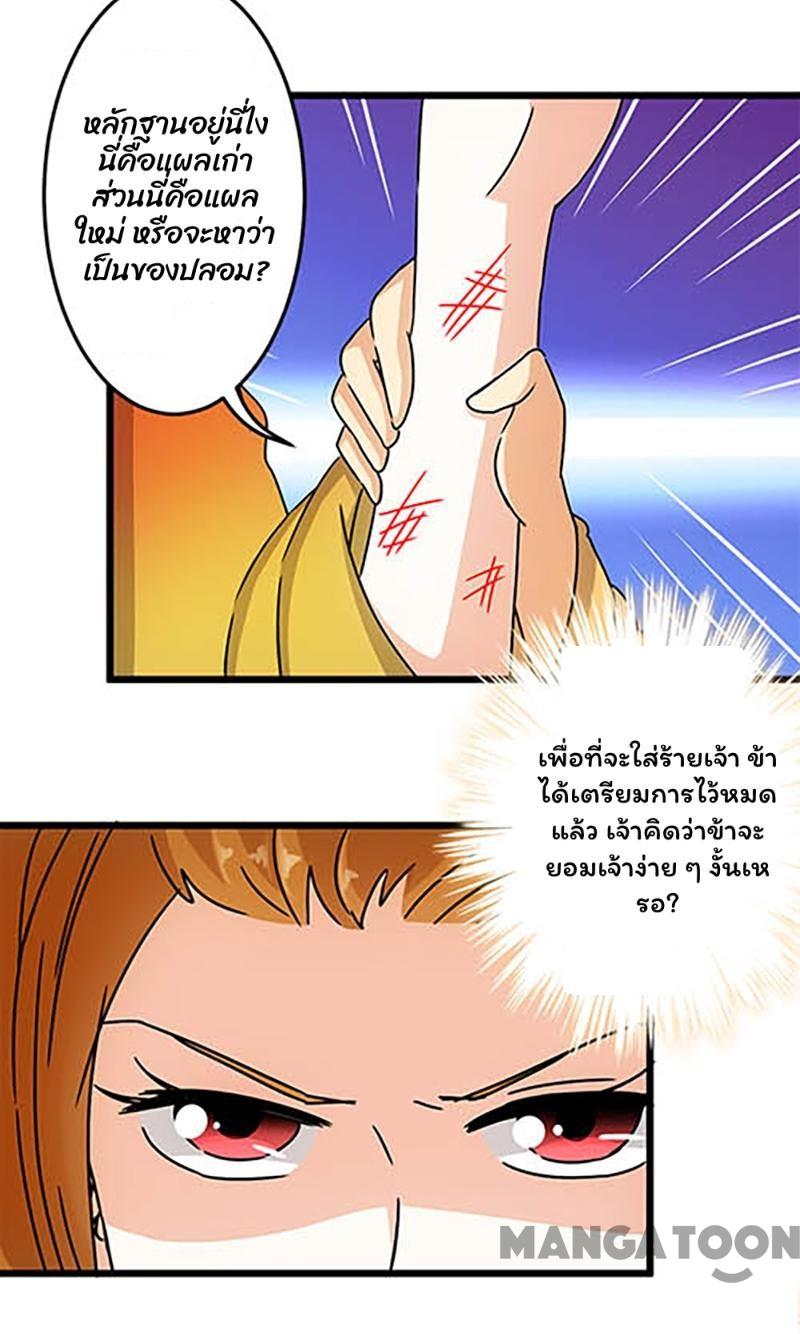 หลักฐานอยู่นี่ไง
นี่คือแผลเก่า
ส่วนนี่คือแผล
ใหม่ หรือจะหาว่า
เป็นของปลอม?
เพื่อที่จะใส่ร้ายเจ้า ข้า
ได้เตรียมการไว้หมด
แล้ว เจ้าคิดว่าข้าจะ
ยอมเจ้าง่าย ๆ งั้นเห
รอ?
MANGATOON